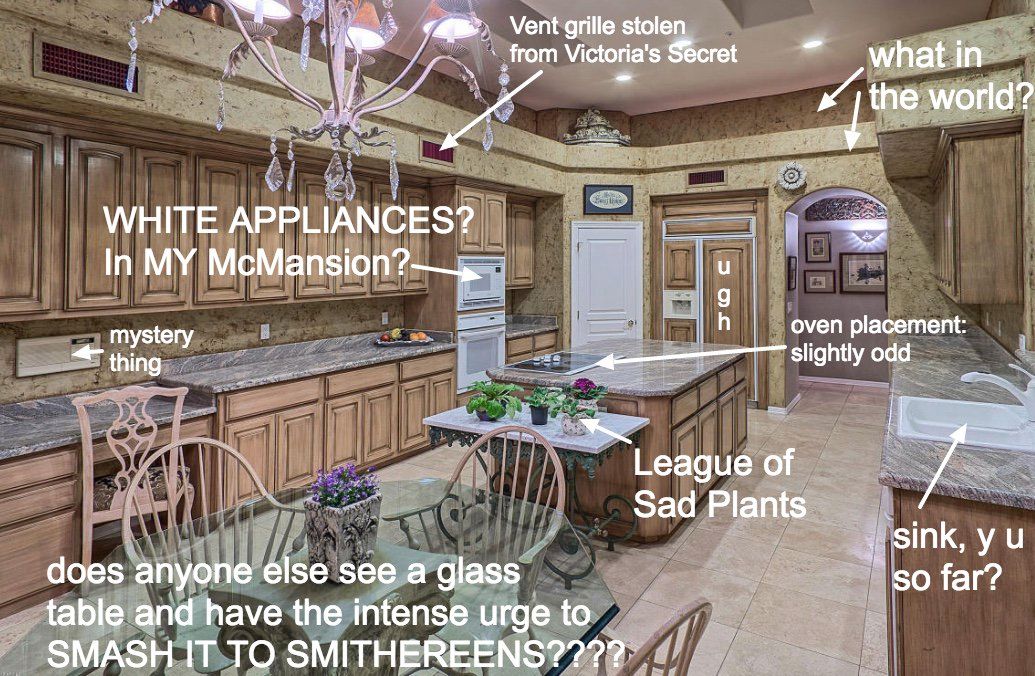 Vent grille stolen
from Victoria's Secret
what in
the world?
WHITE APPLIANCES?
In MY McMansion?
u
g
h
mystery
thing
oven placement:
slightly odd
League of
Sad Plants
sink, y u
so far?
does anyone else see a glass
table and have the intense urge to
SMASH IT TO SMITHEREENS????